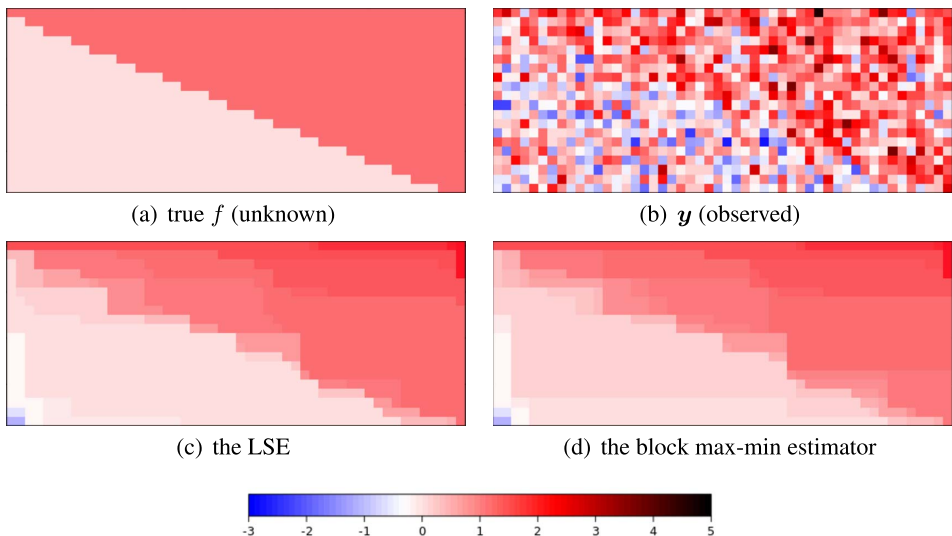 (a) true f (unknown)
(b) y (observed)
(c) the LSE
(d) the block max-min estimator
-3 -2 -1 0 1 2 3 4 5